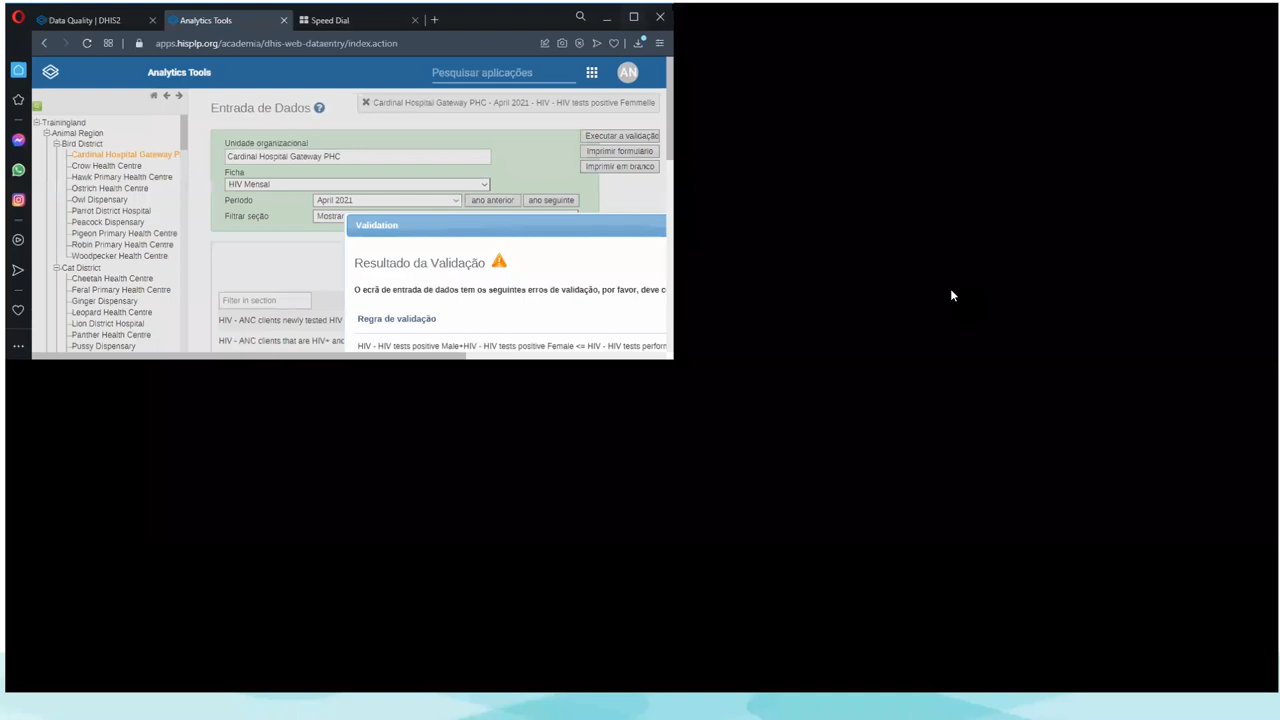 Data Quality | DHIS2
Analytics Tools
Speed Dial
apps.hisplp.org/academia/dhis-web-dataentry/index.action
Analytics Tools
Pesquisar aplicações
AN
Entrada de Dados
Cardinal Hospital Gateway PHC - April 2021 - HIV - HIV tests positive Femmelle
Trainingland
Animal Region
Bird District
Cardinal Hospital Gateway P
Crow Health Centre
Hawk Primary Health Centre
Ostrich Health Centre
Owl Dispensary
Parrot District Hospital
Peacock Dispensary
Pigeon Primary Health Centre
Robin Primary Health Centre
Woodpecker Health Centre
Cat District
Cheetah Health Centre
Feral Primary Health Centre
Ginger Dispensary
Leopard Health Centre
Lion District Hospital
Panther Health Centre
Pussy Dispensary
Unidade organizacional
Cardinal Hospital Gateway PHC
Ficha
HIV Mensal
Período
April 2021
ano anterior
ano seguinte
Filtrar seção
Mostrar
Executar a validação
Imprimir formulário
Imprimir em branco
Filter in section
HIV - ANC clients newly tested HIV
HIV - ANC clients that are HIV+ and
Validation
Resultado da Validação
O ecrã de entrada de dados tem os seguintes erros de validação, por favor, deve c
Regra de validação
HIV - HIV tests positive Male+HIV - HIV tests positive Female <= HIV - HIV tests perform